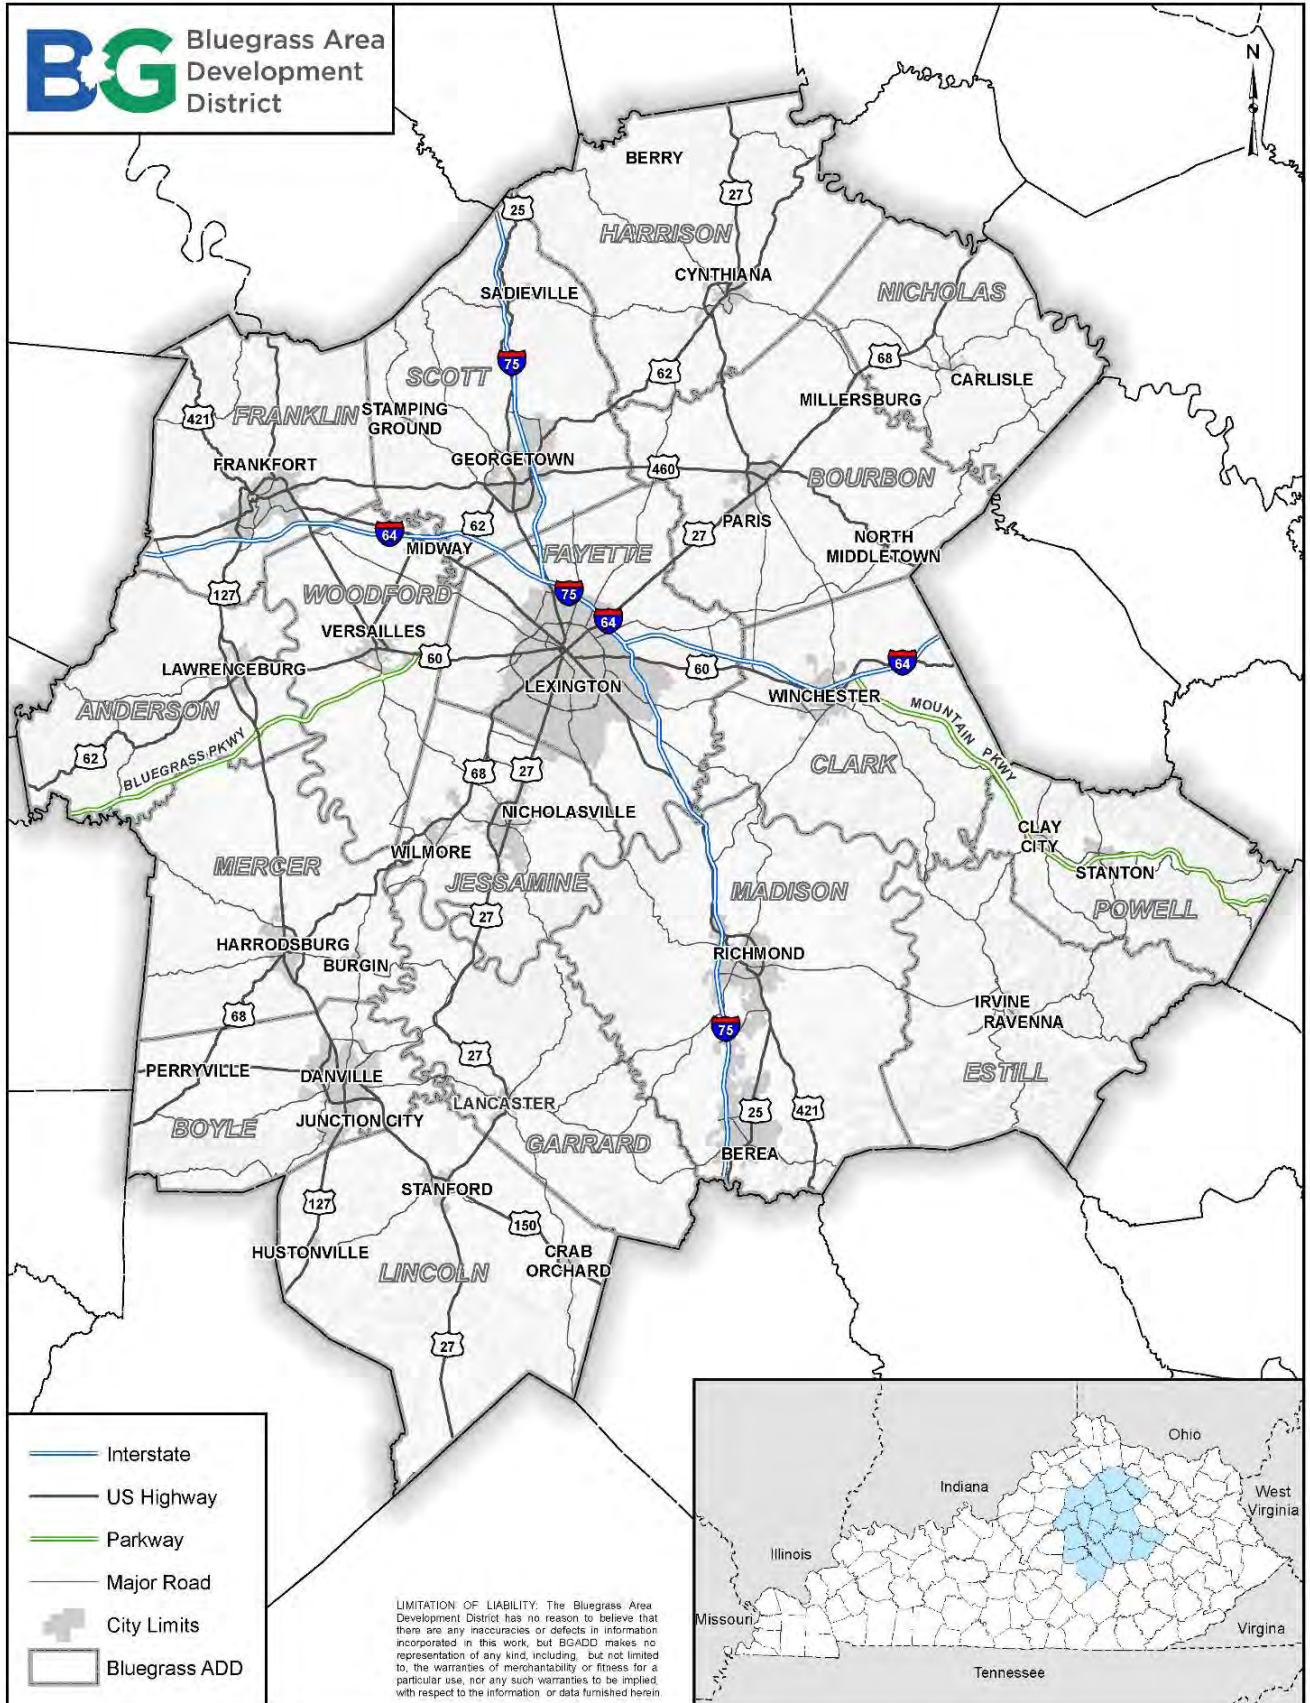 BG
Bluegrass Area
Development
District
N
BERRY
27
25
HARRISON
CYNTHIANA
NICHOLAS
SADIEVILLE
75
68
62
SCOTT
CARLISLE
MILLERSBURG
421
FRANKLIN
STAMPING
GROUND
FRANKFORT
GEORGETOWN
460
BOURBON
62
PARIS
64
27
MIDWAY
FAYETTE
NORTH
MIDDLETOWN
127
WOODFORD
75
64
VERSAILLES
60
60
64
LAWRENCEBURG
LEXINGTON
WINCHESTER
ANDERSON
MOUNTAIN PKWY
62
BLUEGRASS PKWY
68
27
CLARK
NICHOLASVILLE
CLAY
CITY
WILMORE
MERCER
JESSAMINE
MADISON
STANTON
POWELL
27
HARRODSBURG
BURGIN
RICHMOND
IRVINE
RAVENNA
68
75
27
PERRYVILLE
DANVILLE
ESTILL
LANCASTER
25
421
JUNCTION CITY
BOYLE
GARRARD
BEREA
STANFORD
127
150
HUSTONVILLE
CRAB
ORCHARD
LINCOLN
27
Interstate
US Highway
Parkway
Major Road
City Limits
Bluegrass ADD
LIMITATION OF LIABILITY: The Bluegrass Area
Development District has no reason to believe that
there are any inaccuracies or defects in information
incorporated in this work, but BGADD makes no
representation of any kind, including, but not limited
to, the warranties of merchantability or fitness for a
particular use, nor any such warranties to be implied,
with respect to the information or data furnished herein.
Ohio
Indiana
West
Virginia
Illinois
Missouri
Virgina
Tennessee